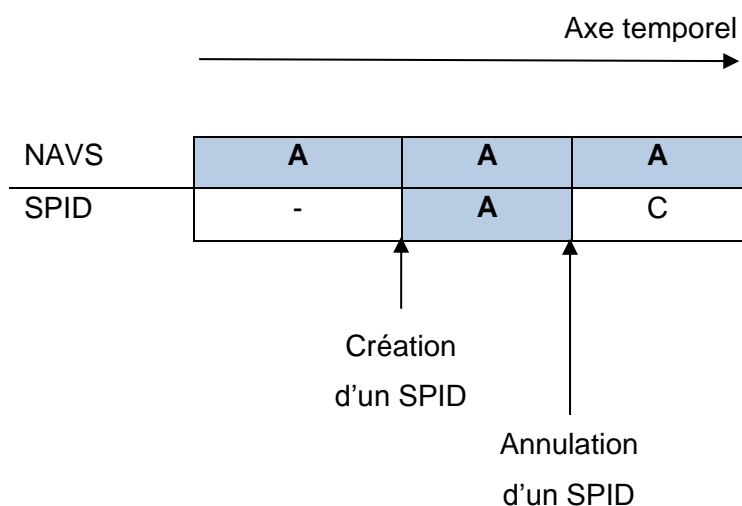 Axe temporel
NAVS A A A
SPID - A C
Création
d’un SPID
Annulation
d’un SPID